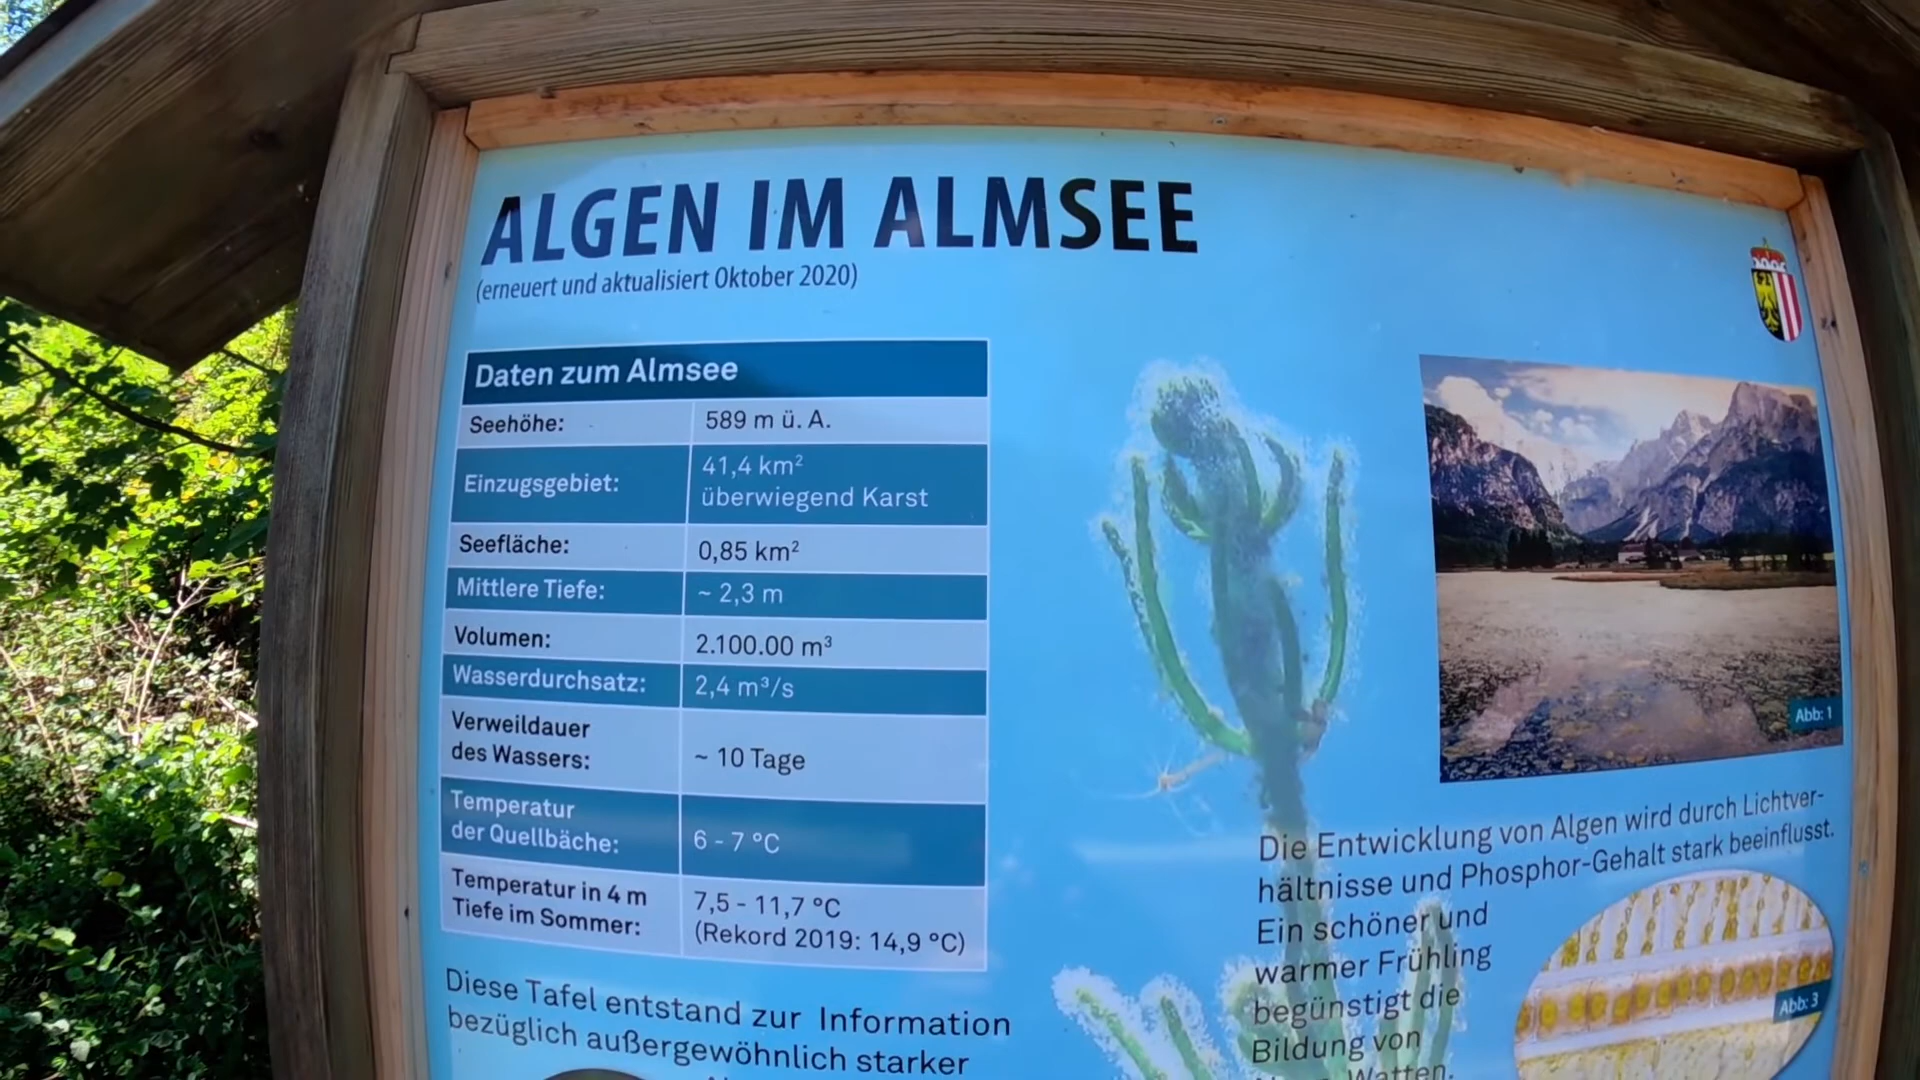 ALGEN IM ALMSEE
(erneuert und aktualisiert Oktober 2020)
Daten zum Almsee
Seehöhe: 589 m ü. A.
Einzugsgebiet: 41,4 km²
überwiegend Karst
Seefläche: 0,85 km²
Mittlere Tiefe: ~ 2,3 m
Volumen: 2.100.00 m³
Wasserdurchsatz: 2,4 m³/s
Verweildauer
des Wassers: ~ 10 Tage
Temperatur
der Quellbäche: 6 - 7 °C
Temperatur in 4 m
Tiefe im Sommer: 7,5 - 11,7 °C
(Rekord 2019: 14,9 °C)
Diese Tafel entstand zur Information
bezüglich außergewöhnlich starker
Abb: 1
Die Entwicklung von Algen wird durch Lichtver-
hältnisse und Phosphor-Gehalt stark beeinflusst.
Ein schöner und
warmer Frühling
begünstigt die
Bildung von
Watten.
Abb: 3